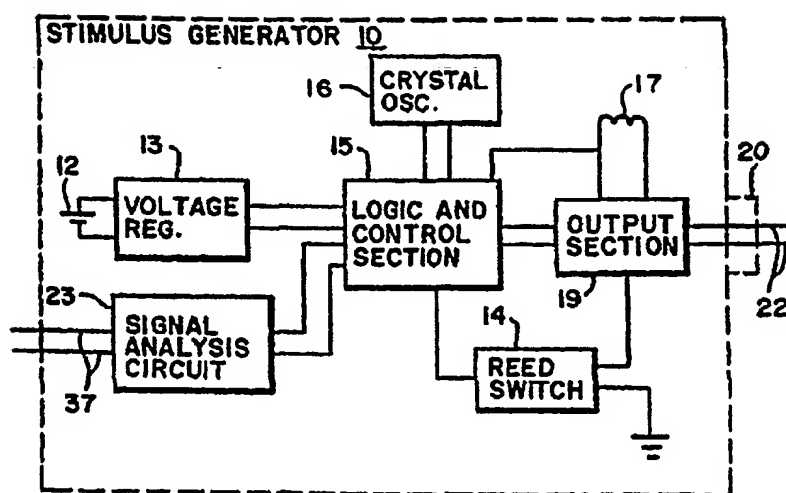 STIMULUS GENERATOR 10
16
CRYSTAL
OSC.
17
13
15
20
12
VOLTAGE
REG.
LOGIC AND
CONTROL
SECTION
OUTPUT
SECTION
23
SIGNAL
ANALYSIS
CIRCUIT
14
19
22
REED
SWITCH
37